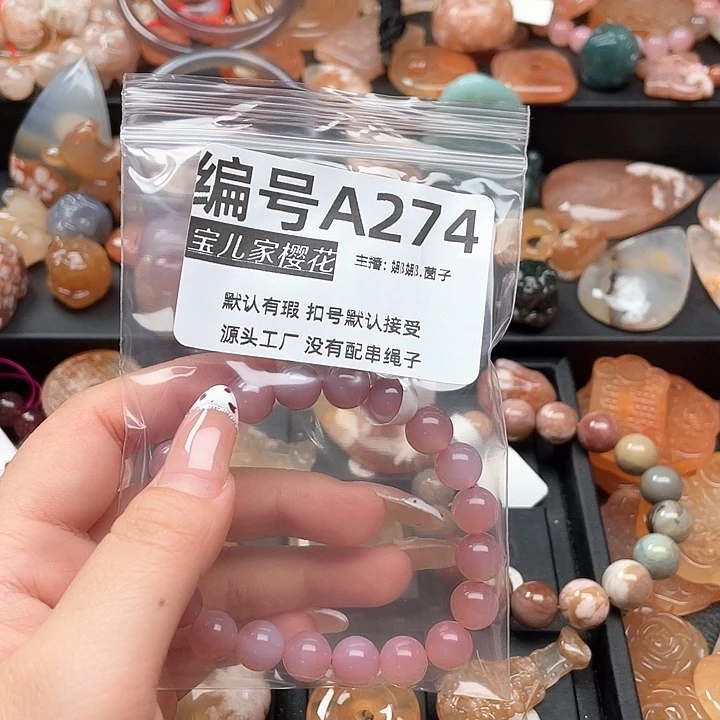 编号A274
宝儿家樱花
主播：娜娜.茵子
默认有瑕 扣号默认接受
源头工厂 没有配串绳子